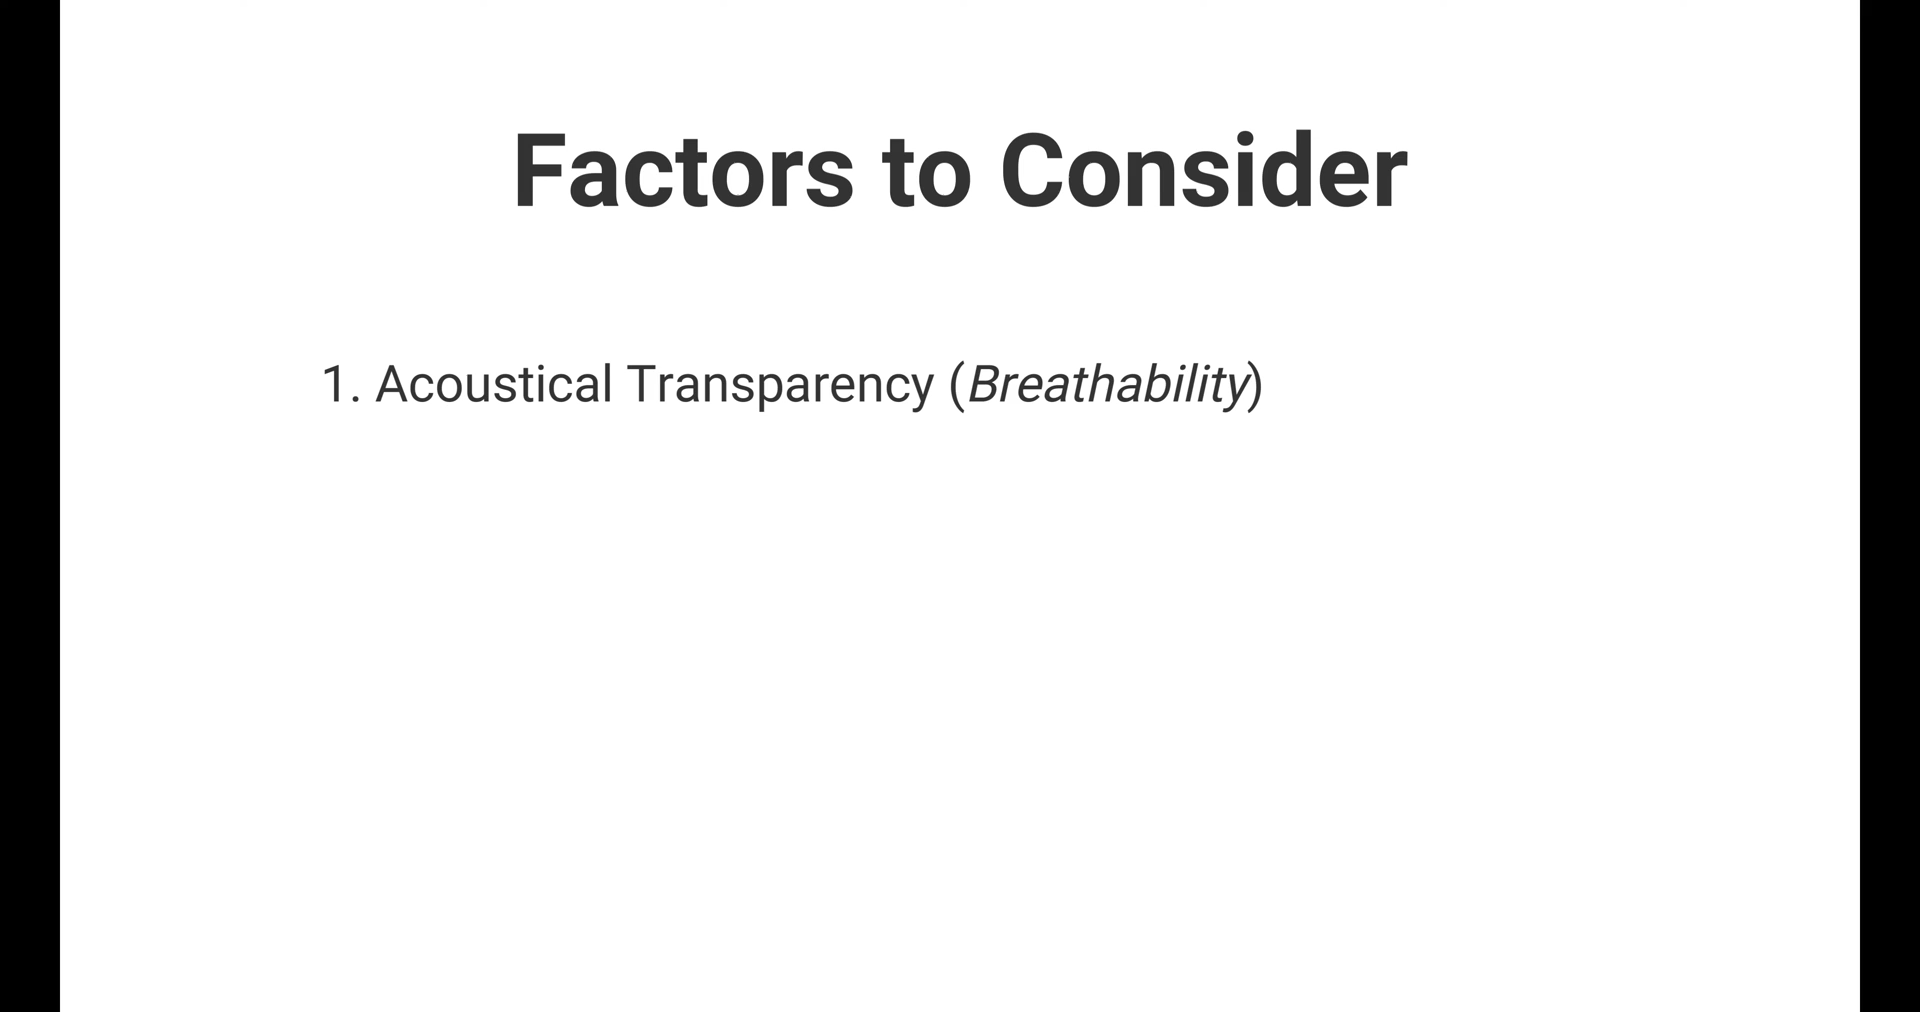 Factors to Consider
1. Acoustical Transparency (Breathability)